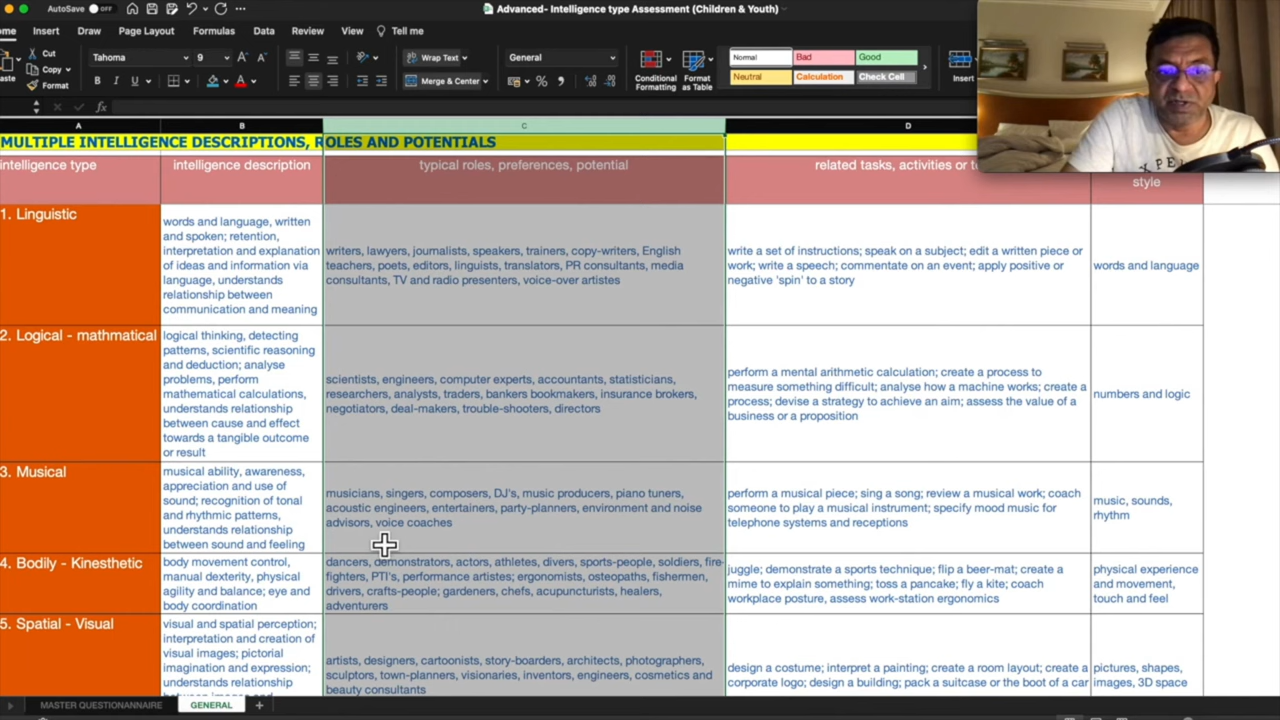 AutoSave OFF
Advanced- Intelligence type Assessment (Children & Youth)
Insert Draw Page Layout Formulas Data Review View Tell me
Cut
Copy
Format
Tahoma 9
B I U
Wrap Text
Merge & Center
General
Conditional Formatting
Format as Table
Normal Bad Good
Neutral Calculation Check Cell
Insert
fx
A B C D
MULTIPLE INTELLIGENCE DESCRIPTIONS, ROLES AND POTENTIALS
intelligence type
intelligence description
typical roles, preferences, potential
related tasks, activities or
style
1. Linguistic
words and language, written
and spoken; retention,
interpretation and explanation
of ideas and information via
language, understands
relationship between
communication and meaning
writers, lawyers, journalists, speakers, trainers, copy-writers, English
teachers, poets, editors, linguists, translators, PR consultants, media
consultants, TV and radio presenters, voice-over artistes
write a set of instructions; speak on a subject; edit a written piece or
work; write a speech; commentate on an event; apply positive or
negative 'spin' to a story
words and language
2. Logical - mathmatical
logical thinking, detecting
patterns, scientific reasoning
and deduction; analyse
problems, perform
mathematical calculations,
understands relationship
between cause and effect
towards a tangible outcome
or result
scientists, engineers, computer experts, accountants, statisticians,
researchers, analysts, traders, bankers bookmakers, insurance brokers,
negotiators, deal-makers, trouble-shooters, directors
perform a mental arithmetic calculation; create a process to
measure something difficult; analyse how a machine works; create a
process; devise a strategy to achieve an aim; assess the value of a
business or a proposition
numbers and logic
3. Musical
musical ability, awareness,
appreciation and use of
sound; recognition of tonal
and rhythmic patterns,
understands relationship
between sound and feeling
musicians, singers, composers, DJ's, music producers, piano tuners,
acoustic engineers, entertainers, party-planners, environment and noise
advisors, voice coaches
perform a musical piece; sing a song; review a musical work; coach
someone to play a musical instrument; specify mood music for
telephone systems and receptions
music, sounds,
rhythm
4. Bodily - Kinesthetic
body movement control,
manual dexterity, physical
agility and balance; eye and
body coordination
dancers, demonstrators, actors, athletes, divers, sports-people, soldiers, fire-
fighters, PTI's, performance artistes; ergonomists, osteopaths, fishermen,
drivers, crafts-people; gardeners, chefs, acupuncturists, healers,
adventurers
juggle; demonstrate a sports technique; flip a beer-mat; create a
mime to explain something; toss a pancake; fly a kite; coach
workplace posture, assess work-station ergonomics
physical experience
and movement,
touch and feel
5. Spatial - Visual
visual and spatial perception;
interpretation and creation of
visual images; pictorial
imagination and expression;
understands relationship
artists, designers, cartoonists, story-boarders, architects, photographers,
sculptors, town-planners, visionaries, inventors, engineers, cosmetics and
beauty consultants
design a costume; interpret a painting; create a room layout; create a
corporate logo; design a building; pack a suitcase or the boot of a car
pictures, shapes,
images, 3D space
MASTER QUESTIONANNAIRE GENERAL